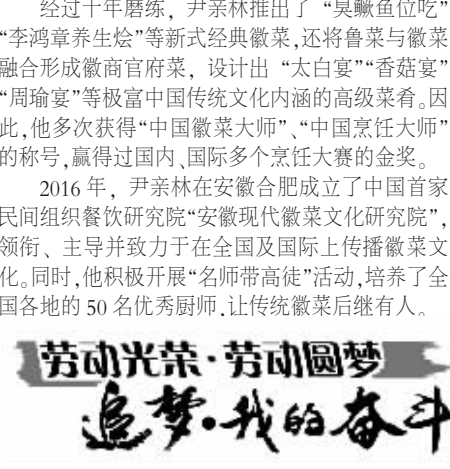 经过十年磨练，尹亲林推出了“臭鳜鱼位吃”
“李鸿章养生烩”等新式经典徽菜,还将鲁菜与徽菜
融合形成徽商官府菜，设计出“太白宴”“香菇宴”
“周瑜宴”等极富中国传统文化内涵的高级菜肴。因
此,他多次获得“中国徽菜大师”、“中国烹饪大师”
的称号,赢得过国内、国际多个烹饪大赛的金奖。
2016年，尹亲林在安徽合肥成立了中国首家
民间组织餐饮研究院“安徽现代徽菜文化研究院”,
领衔、主导并致力于在全国及国际上传播徽菜文
化。同时,他积极开展“名师带高徒”活动,培养了全
国各地的50名优秀厨师,让传统徽菜后继有人。
劳动光荣·劳动圆梦
追梦·我的奋斗